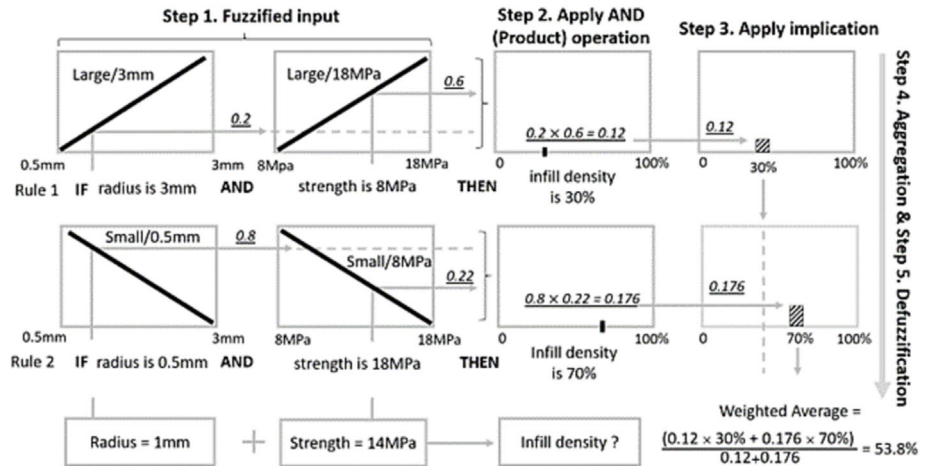 Step 1. Fuzzified input
Step 2. Apply AND
(Product) operation
Step 3. Apply implication
Step 4. Aggregation & Step 5. Defuzzification
Large/3mm
0.2
Large/18MPa
0.6
0.2 × 0.6 = 0.12
0.12
0.5mm
3mm
8Mpa
18MPa
0
100%
0
30%
100%
Rule 1 IF radius is 3mm AND strength is 8MPa THEN
infill density
is 30%
Small/0.5mm
0.8
Small/8MPa
0.22
0.8 × 0.22 = 0.176
0.176
0.5mm
3mm
8MPa
18MPa
0
100%
0
70%
100%
Rule 2 IF radius is 0.5mm AND strength is 18MPa THEN
Infill density
is 70%
Radius = 1mm
+
Strength = 14MPa
Infill density ?
Weighted Average =
(0.12 × 30% + 0.176 × 70%)
0.12+0.176
= 53.8%